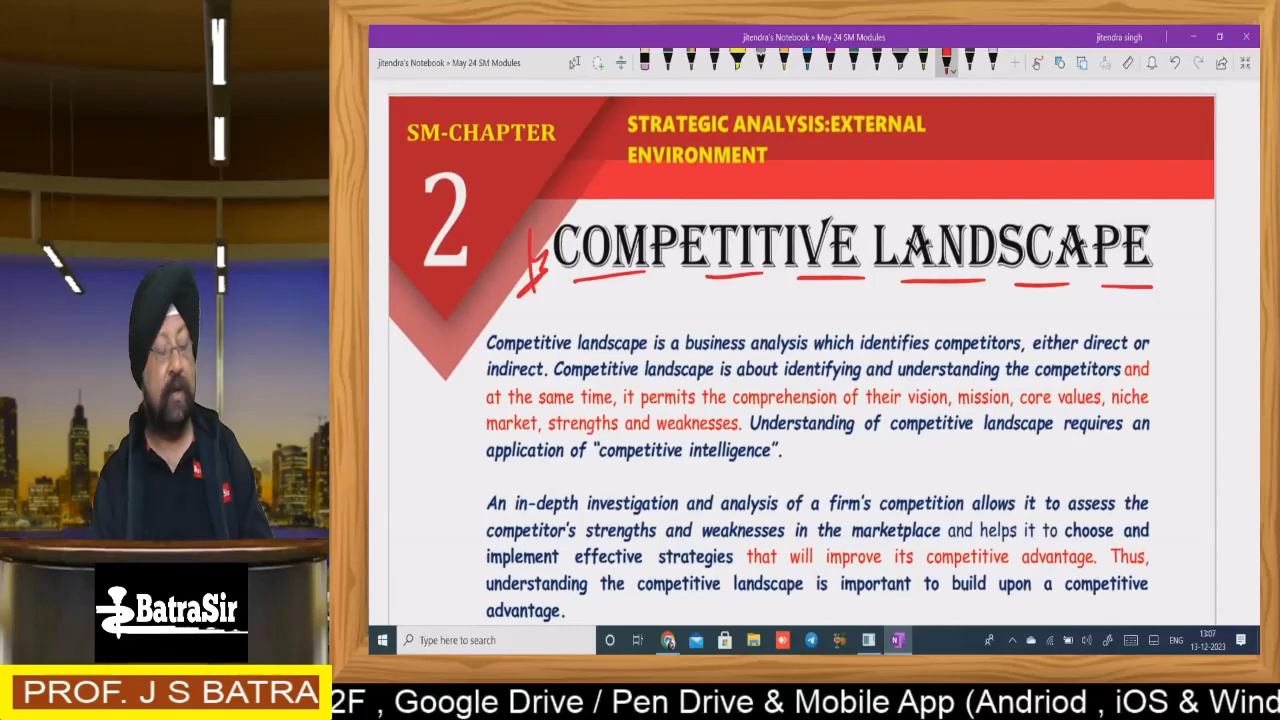 jitendra's Notebook » May 24 SM Modules
jitendra singh
jitendra's Notebook » May 24 SM Modules
SM-CHAPTER
2
STRATEGIC ANALYSIS:EXTERNAL
ENVIRONMENT
COMPETITIVE LANDSCAPE
Competitive landscape is a business analysis which identifies competitors, either direct or
indirect. Competitive landscape is about identifying and understanding the competitors and
at the same time, it permits the comprehension of their vision, mission, core values, niche
market, strengths and weaknesses. Understanding of competitive landscape requires an
application of “competitive intelligence”.
An in-depth investigation and analysis of a firm's competition allows it to assess the
competitor's strengths and weaknesses in the marketplace and helps it to choose and
implement effective strategies that will improve its competitive advantage. Thus,
understanding the competitive landscape is important to build upon a competitive
advantage.
Type here to search
ENG
13:07
13-12-2023
BatraSir
PROF. J S BATRA
2F , Google Drive / Pen Drive & Mobile App (Andriod , iOS & Wind